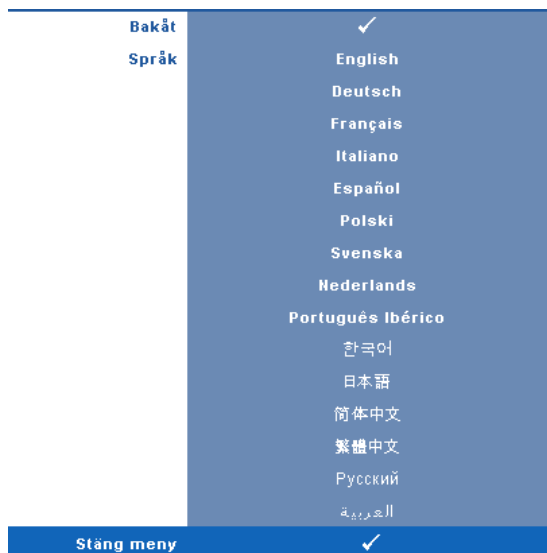 Bakåt ✓
Språk English
Deutsch
Français
Italiano
Español
Polski
Svenska
Nederlands
Português Ibérico
한국어
日本語
简体中文
繁體中文
Русский
العربية
Stäng meny ✓